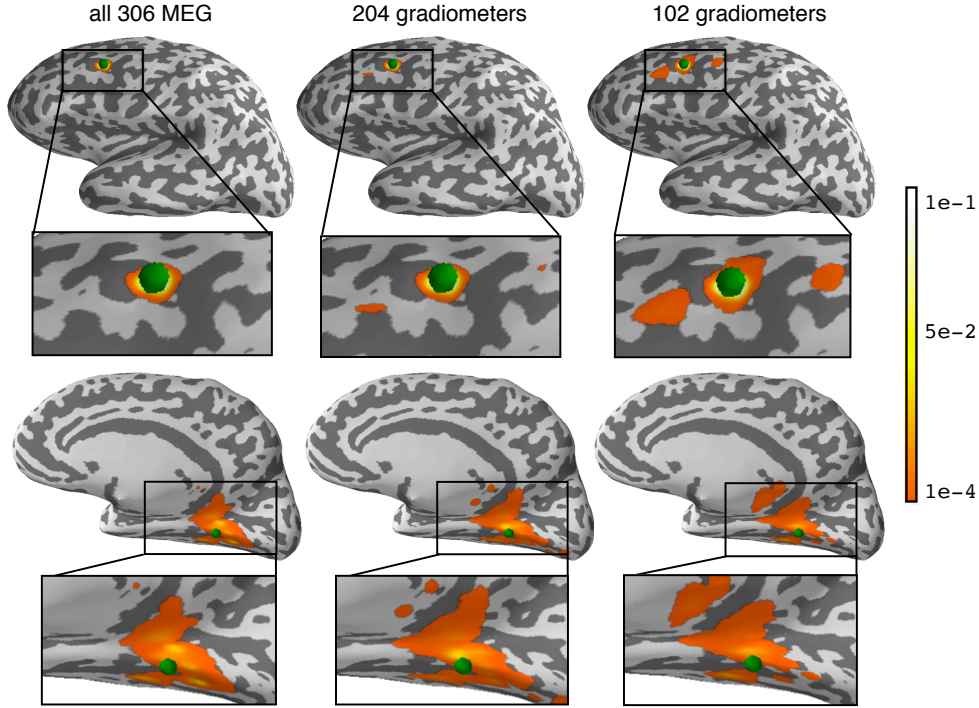 all 306 MEG
204 gradiometers
102 gradiometers
1e-1
5e-2
1e-4